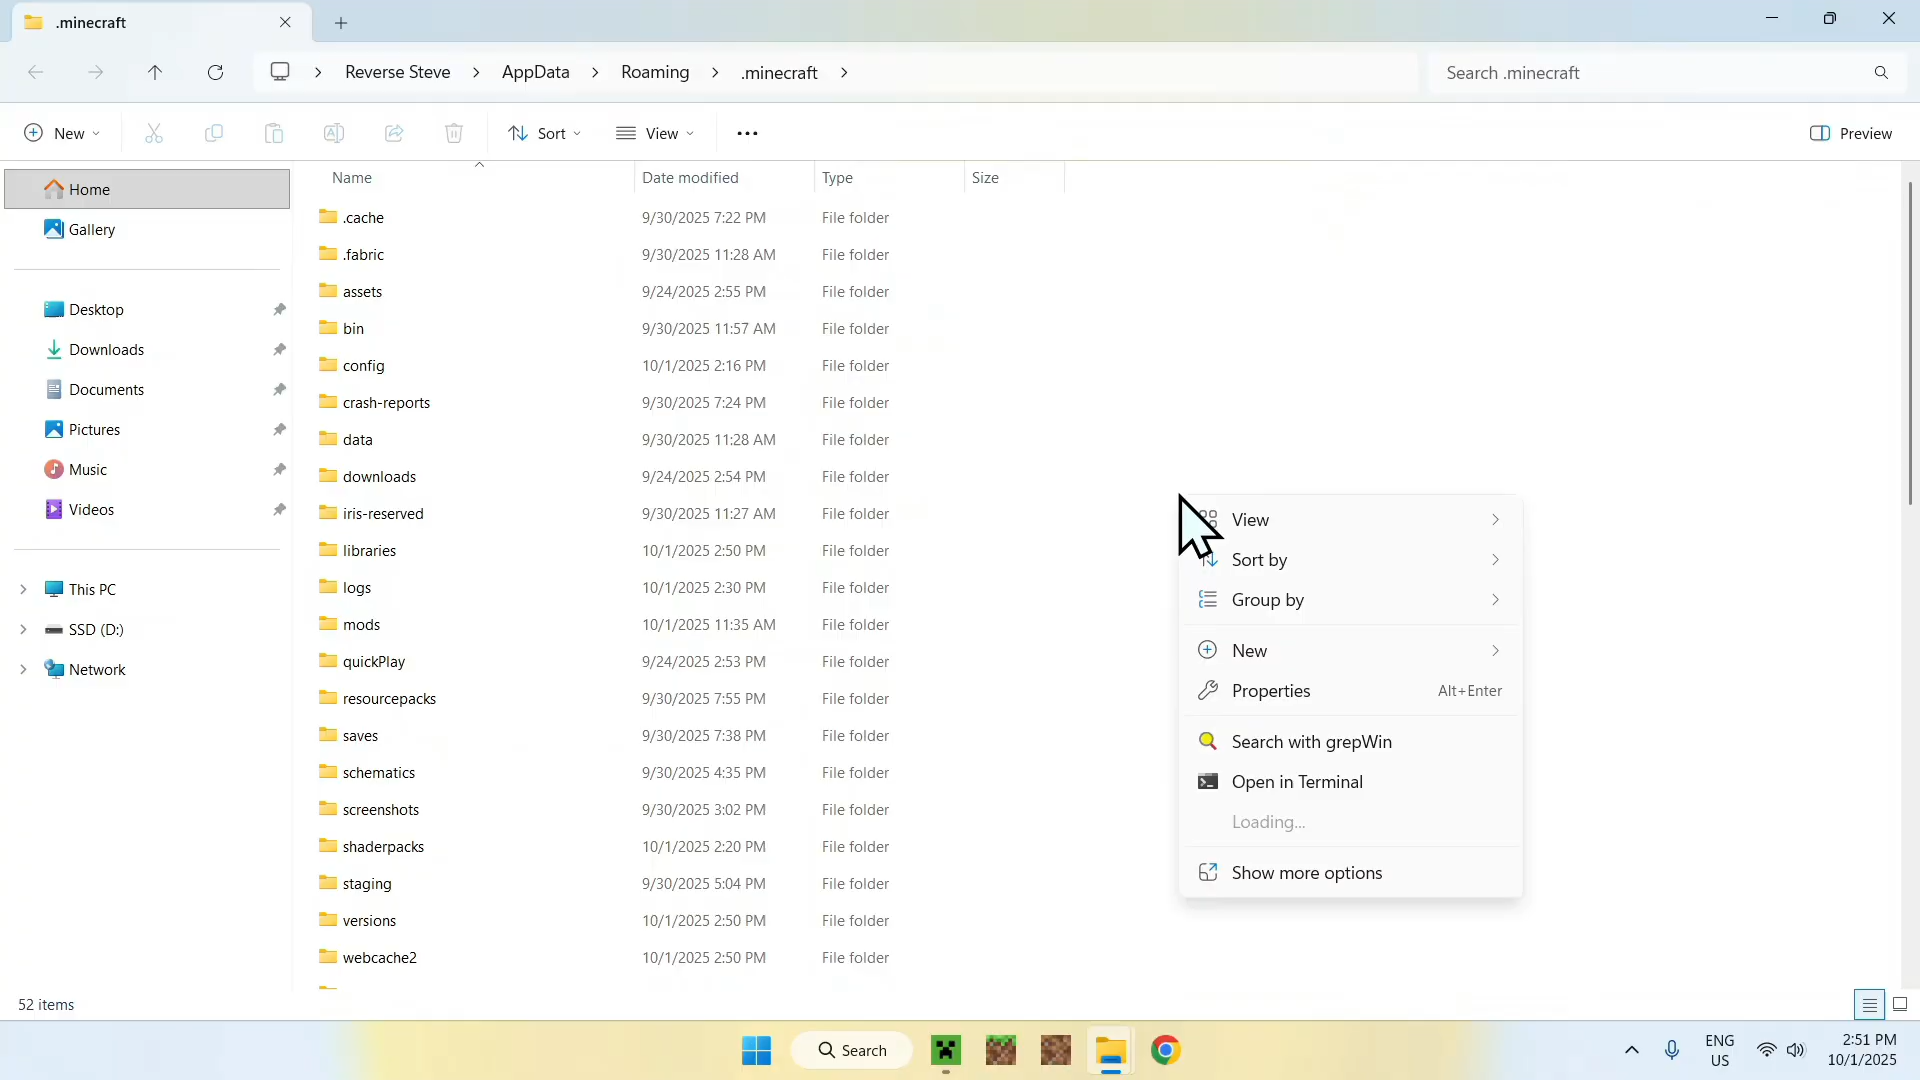 .minecraft
Reverse Steve
AppData
Roaming
.minecraft
Search .minecraft
New
Sort
View
Preview
Home
Gallery
Desktop
Downloads
Documents
Pictures
Music
Videos
This PC
SSD (D:)
Network
Name Date modified Type Size
.cache 9/30/2025 7:22 PM File folder
.fabric 9/30/2025 11:28 AM File folder
assets 9/24/2025 2:55 PM File folder
bin 9/30/2025 11:57 AM File folder
config 10/1/2025 2:16 PM File folder
crash-reports 9/30/2025 7:24 PM File folder
data 9/30/2025 11:28 AM File folder
downloads 9/24/2025 2:54 PM File folder
iris-reserved 9/30/2025 11:27 AM File folder
libraries 10/1/2025 2:50 PM File folder
logs 10/1/2025 2:30 PM File folder
mods 10/1/2025 11:35 AM File folder
quickPlay 9/24/2025 2:53 PM File folder
resourcepacks 9/30/2025 7:55 PM File folder
saves 9/30/2025 7:38 PM File folder
schematics 9/30/2025 4:35 PM File folder
screenshots 9/30/2025 3:02 PM File folder
shaderpacks 10/1/2025 2:20 PM File folder
staging 9/30/2025 5:04 PM File folder
versions 10/1/2025 2:50 PM File folder
webcache2 10/1/2025 2:50 PM File folder
View
Sort by
Group by
New
Properties Alt+Enter
Search with grepWin
Open in Terminal
Loading...
Show more options
52 items
Search
ENG
US
2:51 PM
10/1/2025